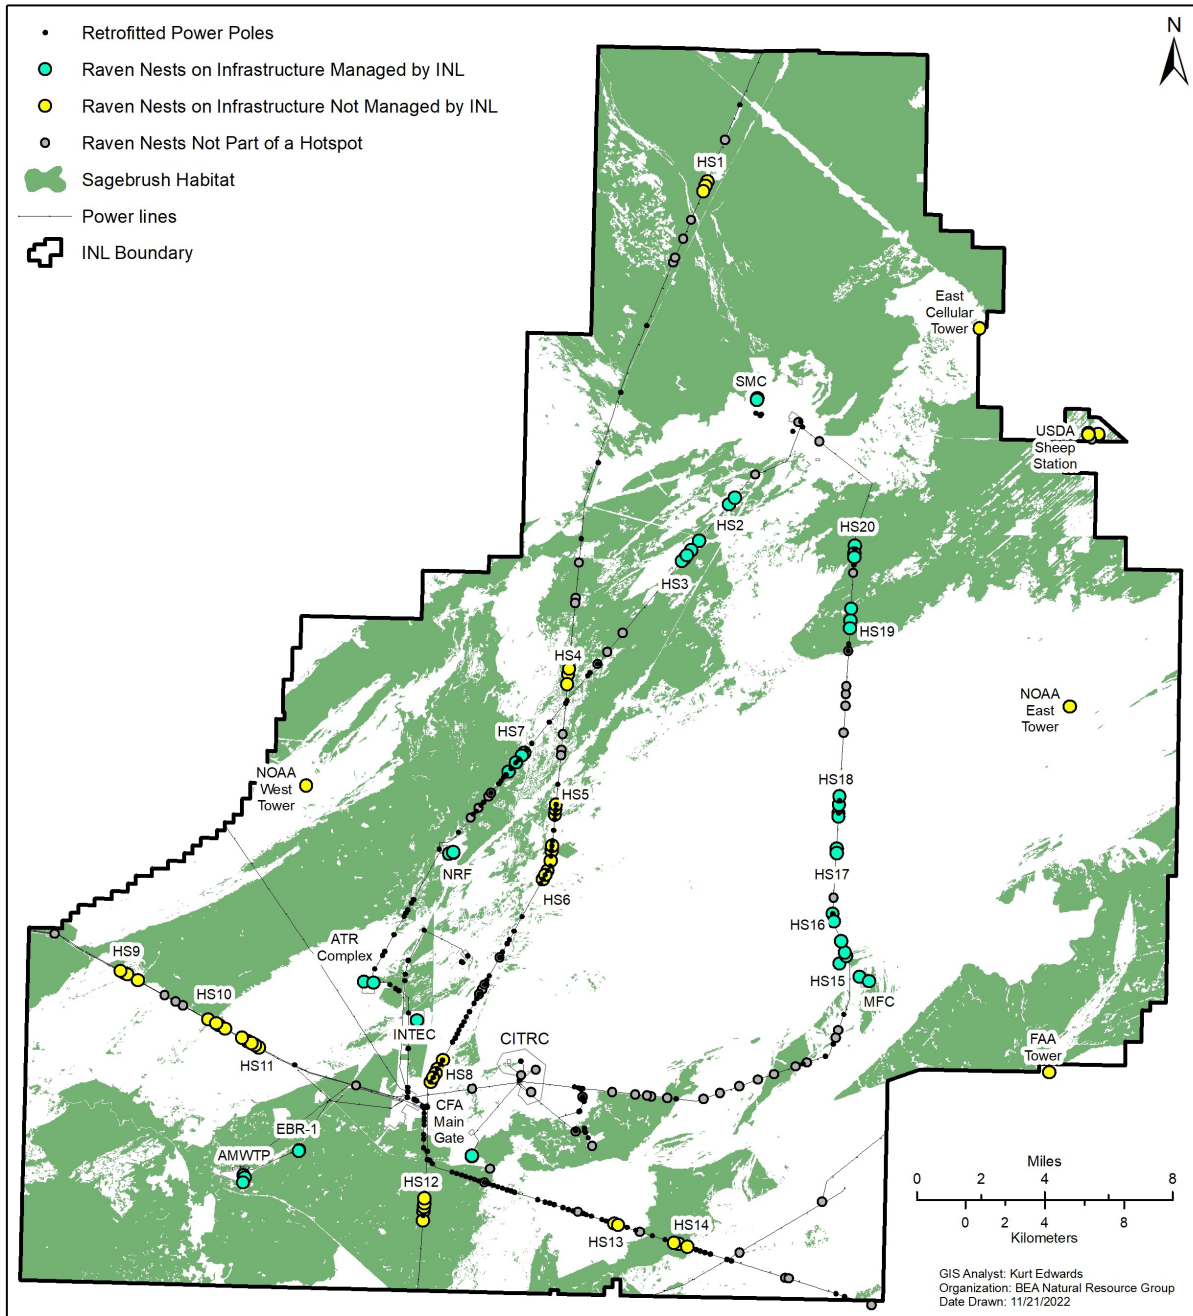 N
Retrofitted Power Poles
Raven Nests on Infrastructure Managed by INL
Raven Nests on Infrastructure Not Managed by INL
Raven Nests Not Part of a Hotspot
Sagebrush Habitat
Power lines
INL Boundary
HS1
East
Cellular
Tower
SMC
USDA
Sheep
Station
HS2
HS20
HS3
HS19
HS4
NOAA
East
Tower
HS7
NOAA
West
Tower
HS18
HS5
NRF
HS17
HS6
HS16
ATR
Complex
HS9
HS15
MFC
HS10
INTEC
CITRC
FAA
Tower
HS11
HS8
CFA
Main
Gate
EBR-1
AMWTP
HS12
HS13
HS14
Miles
0 2 4 8
0 2 4 8
Kilometers
GIS Analyst: Kurt Edwards
Organization: BEA Natural Resource Group
Date Drawn: 11/21/2022